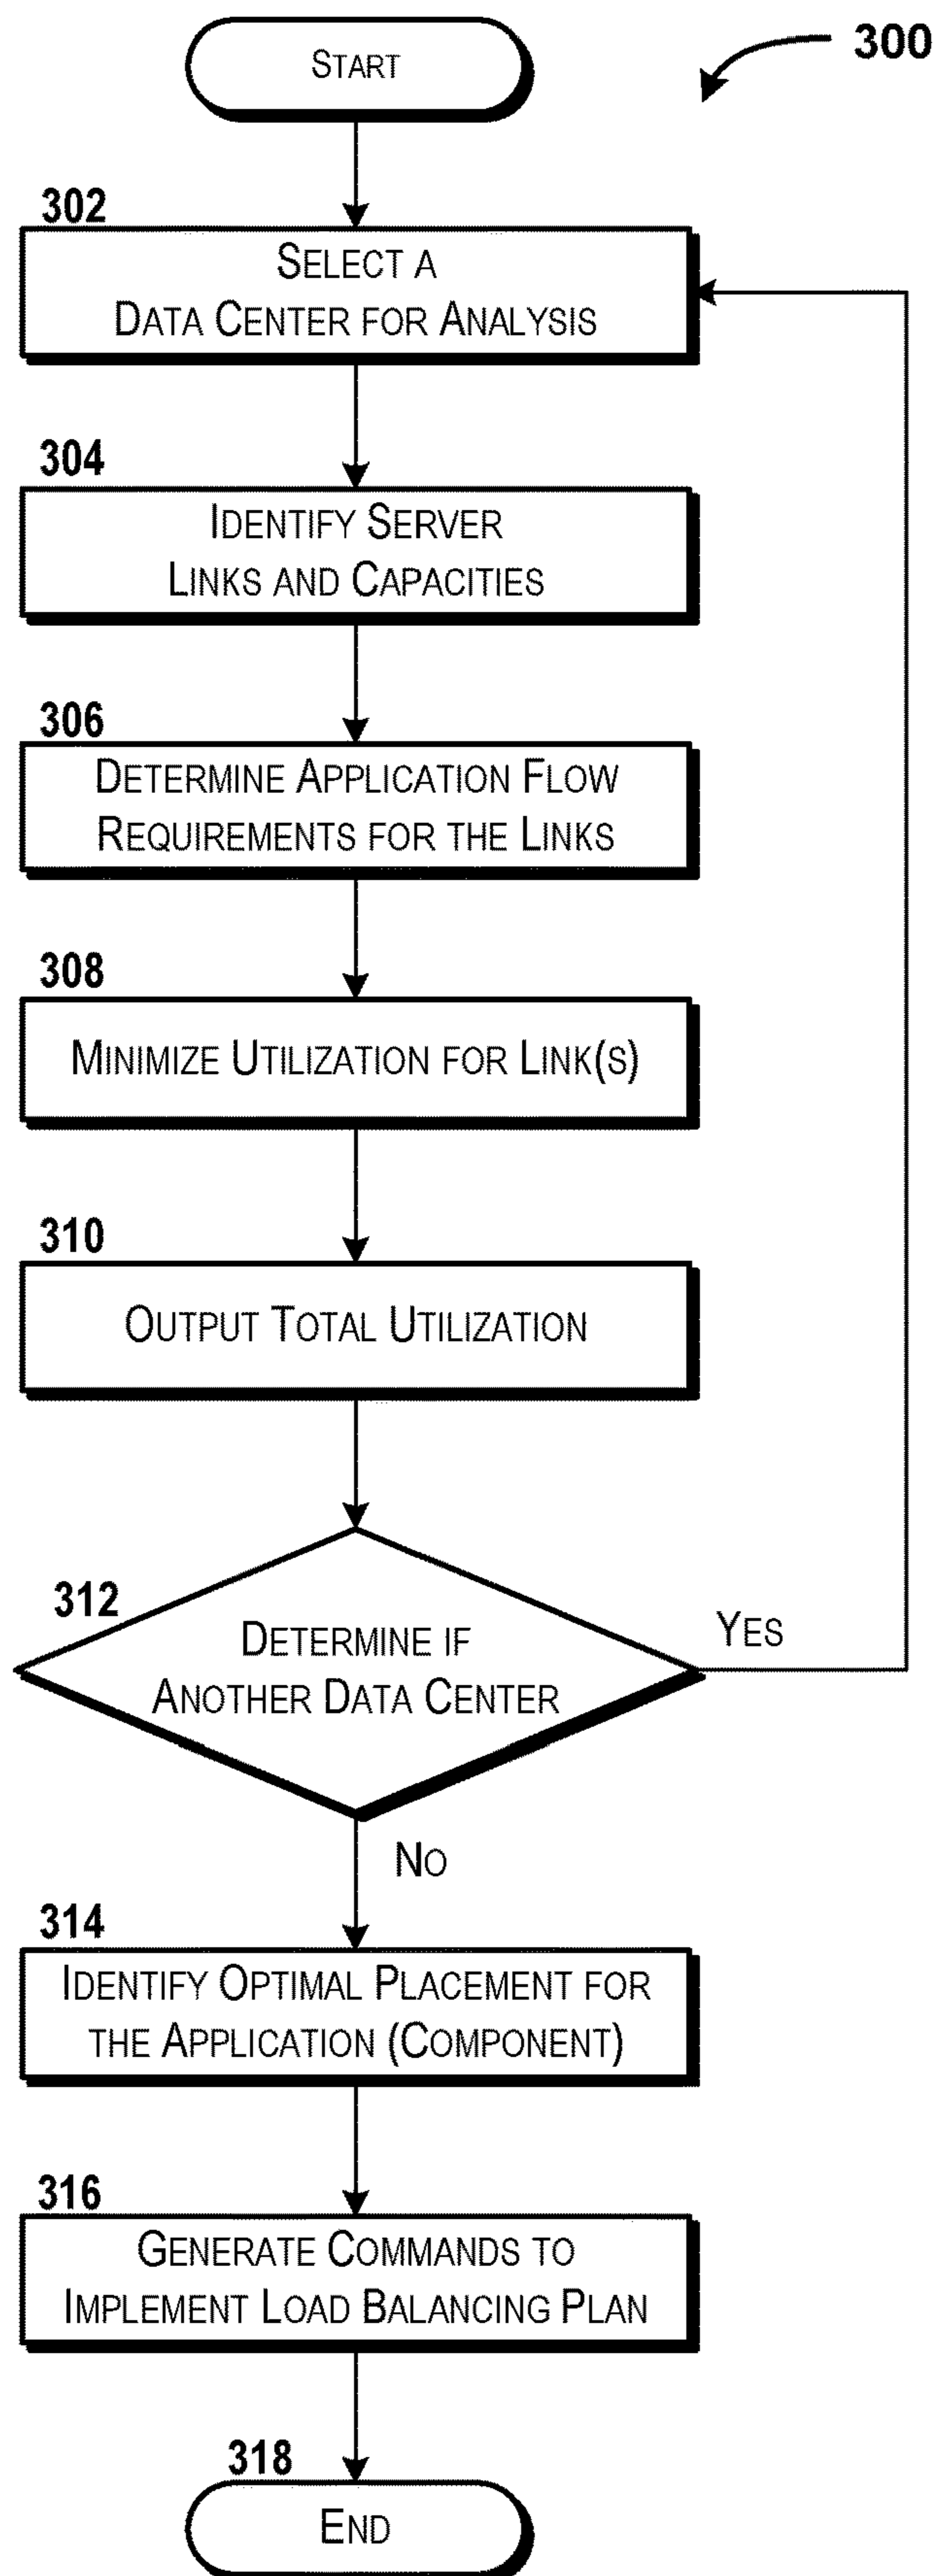 START
300
302
SELECT A
DATA CENTER FOR ANALYSIS
304
IDENTIFY SERVER
LINKS AND CAPACITIES
306
DETERMINE APPLICATION FLOW
REQUIREMENTS FOR THE LINKS
308
MINIMIZE UTILIZATION FOR LINK(S)
310
OUTPUT TOTAL UTILIZATION
312
DETERMINE IF
ANOTHER DATA CENTER
YES
NO
314
IDENTIFY OPTIMAL PLACEMENT FOR
THE APPLICATION (COMPONENT)
316
GENERATE COMMANDS TO
IMPLEMENT LOAD BALANCING PLAN
318
END